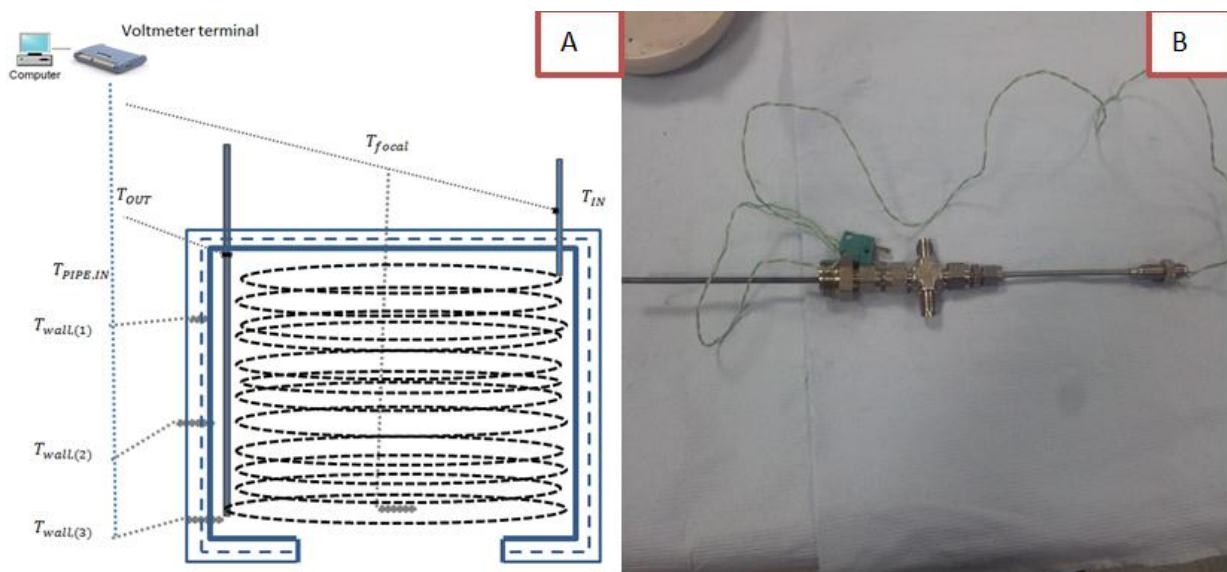 Voltmeter terminal
Computer
A
B
T_focal
T_OUT
T_IN
T_PIPE,IN
T_wall,(1)
T_wall,(2)
T_wall,(3)